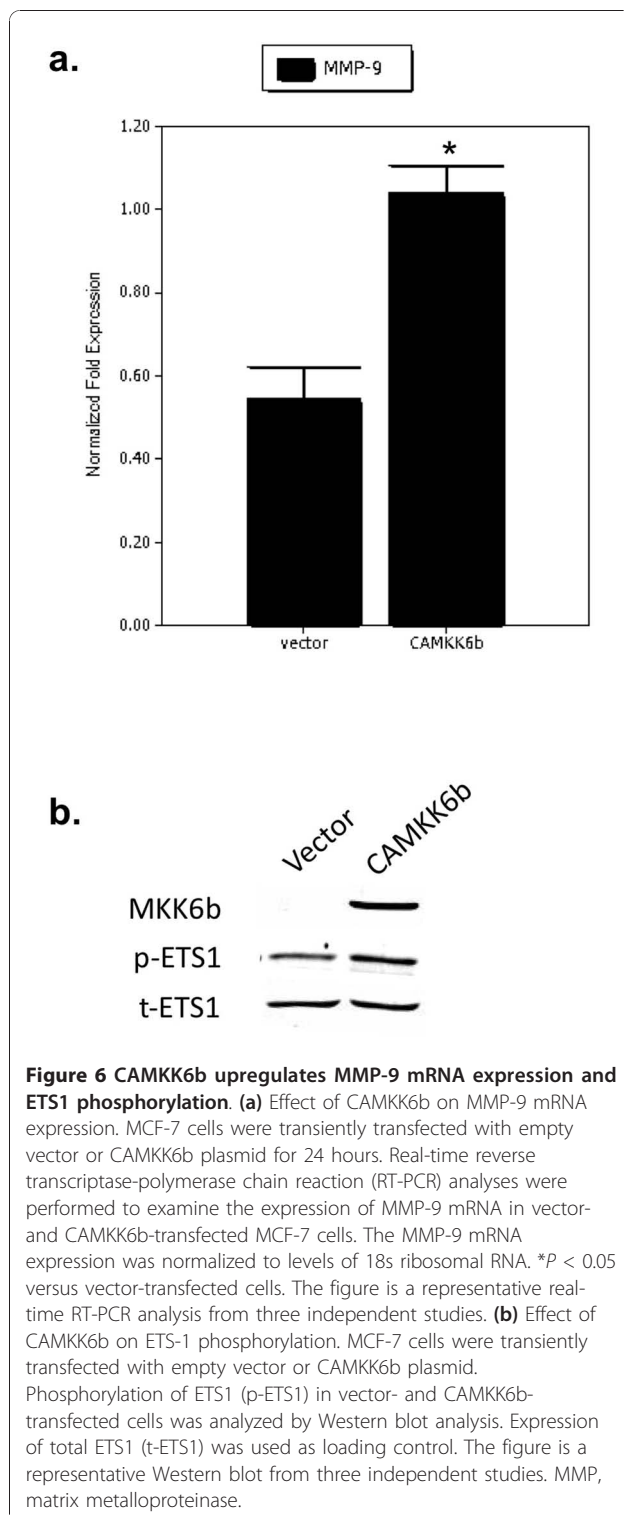 a.
MMP-9
1.20
*
1.00
0.80
0.60
0.40
0.20
0.00
Normalized Fold Expression
vector
CAMKK6b
b.
Vector
CAMKK6b
MKK6b
p-ETS1
t-ETS1
Figure 6 CAMKK6b upregulates MMP-9 mRNA expression and
ETS1 phosphorylation. (a) Effect of CAMKK6b on MMP-9 mRNA
expression. MCF-7 cells were transiently transfected with empty
vector or CAMKK6b plasmid for 24 hours. Real-time reverse
transcriptase-polymerase chain reaction (RT-PCR) analyses were
performed to examine the expression of MMP-9 mRNA in vector-
and CAMKK6b-transfected MCF-7 cells. The MMP-9 mRNA
expression was normalized to levels of 18s ribosomal RNA. *P < 0.05
versus vector-transfected cells. The figure is a representative real-
time RT-PCR analysis from three independent studies. (b) Effect of
CAMKK6b on ETS-1 phosphorylation. MCF-7 cells were transiently
transfected with empty vector or CAMKK6b plasmid.
Phosphorylation of ETS1 (p-ETS1) in vector- and CAMKK6b-
transfected cells was analyzed by Western blot analysis. Expression
of total ETS1 (t-ETS1) was used as loading control. The figure is a
representative Western blot from three independent studies. MMP,
matrix metalloproteinase.